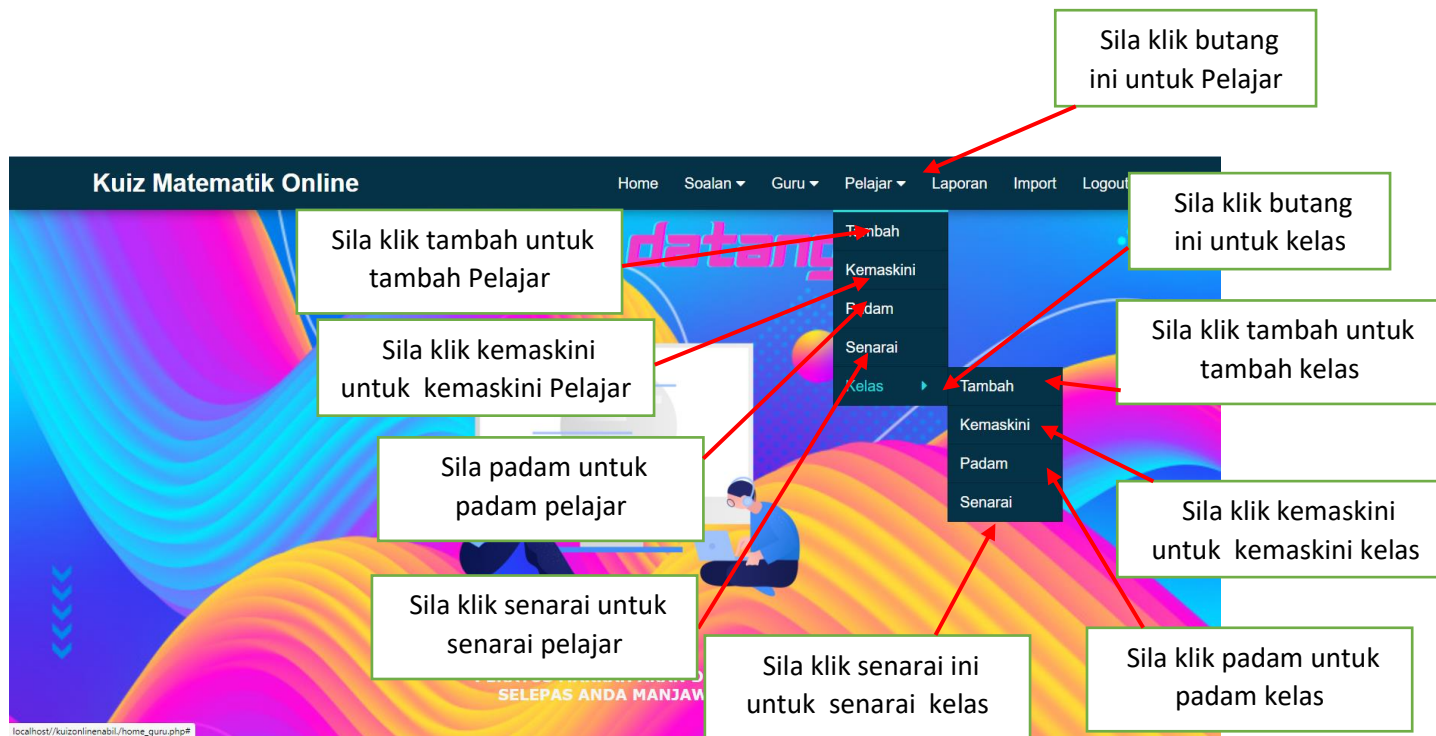 Sila klik butang
ini untuk Pelajar
Kuiz Matematik Online
Home Soalan Guru Pelajar Laporan Import Logout
Sila klik butang
ini untuk kelas
Sila klik tambah untuk
tambah Pelajar
datang
Tambah
Kemaskini
Padam
Senarai
Kelas
Sila klik kemaskini
untuk kemaskini Pelajar
Sila klik tambah untuk
tambah kelas
Tambah
Kemaskini
Padam
Senarai
Sila padam untuk
padam pelajar
Sila klik kemaskini
untuk kemaskini kelas
Sila klik senarai untuk
senarai pelajar
Sila klik senarai ini
untuk senarai kelas
Sila klik padam untuk
padam kelas
SELEPAS ANDA MANJAW
localhost//kuizonlinenabil./home_guru.php#